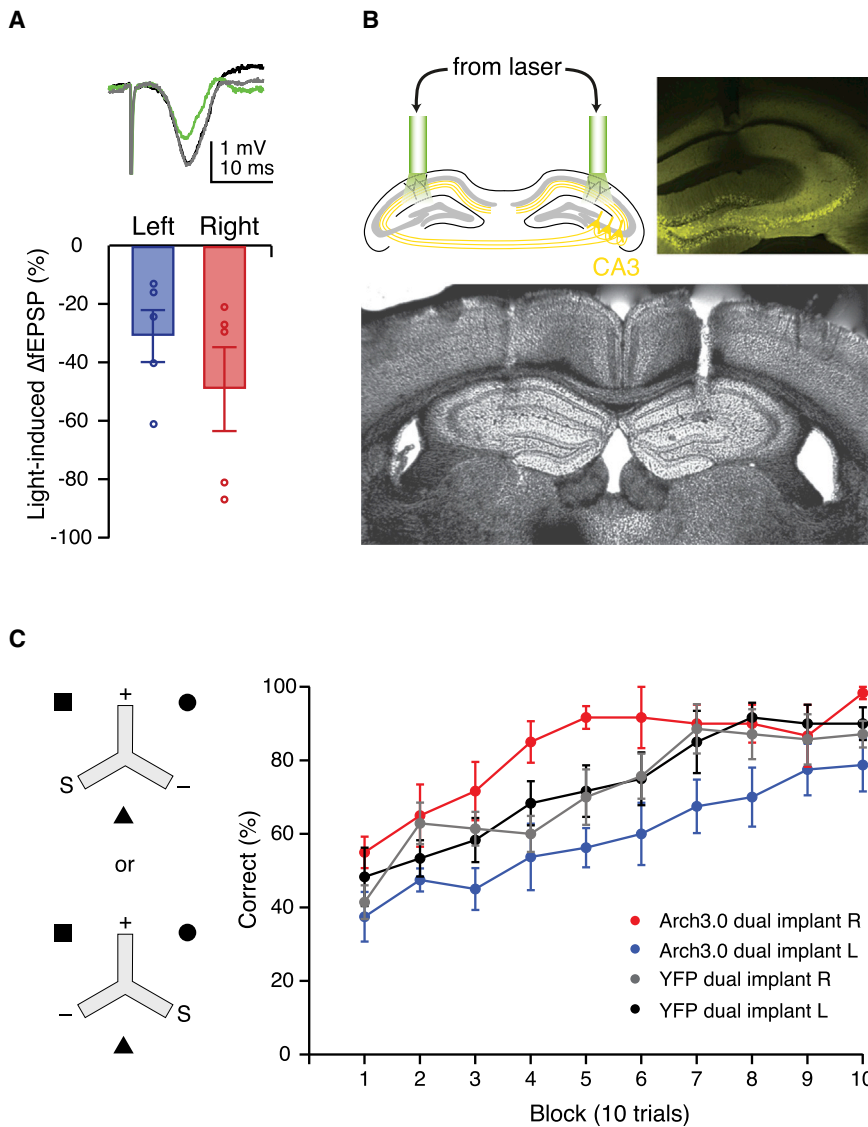 A
1 mV
10 ms
Left Right
0
-20
-40
-60
-80
-100
Light-induced ΔfEPSP (%)
B
from laser
CA3
C
+
S
–
or
+
–
S
100
80
60
40
20
0
Correct (%)
Arch3.0 dual implant R
Arch3.0 dual implant L
YFP dual implant R
YFP dual implant L
1 2 3 4 5 6 7 8 9 10
Block (10 trials)